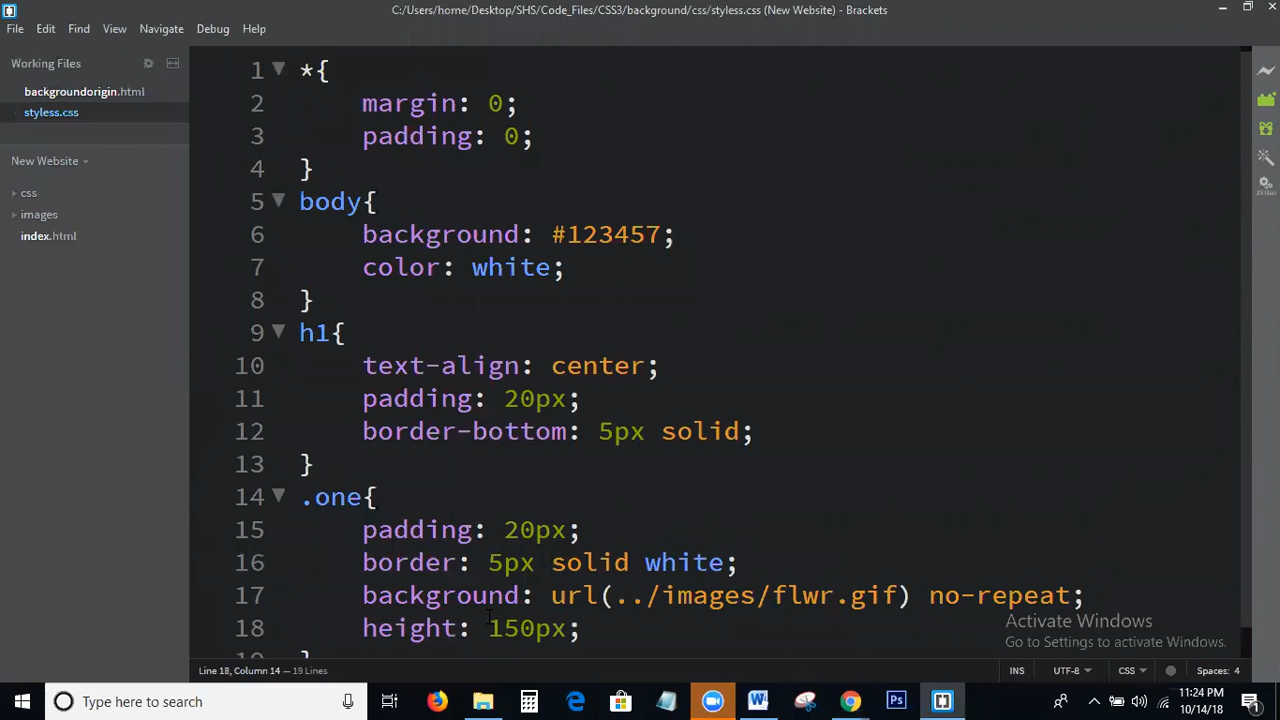 C:/Users/home/Desktop/SHS/Code_Files/CSS3/background/css/styless.css (New Website) - Brackets
File Edit Find View Navigate Debug Help
Working Files
backgroundorigin.html
styless.css
New Website
css
images
index.html
1 *{
2 margin: 0;
3 padding: 0;
4 }
5 body{
6 background: #123457;
7 color: white;
8 }
9 h1{
10 text-align: center;
11 padding: 20px;
12 border-bottom: 5px solid;
13 }
14 .one{
15 padding: 20px;
16 border: 5px solid white;
17 background: url(../images/flwr.gif) no-repeat;
18 height: 150px;
19 }
Activate Windows
Go to Settings to activate Windows.
Line 18, Column 14 — 19 Lines
INS UTF-8 CSS Spaces: 4
Type here to search
11:24 PM
10/14/18